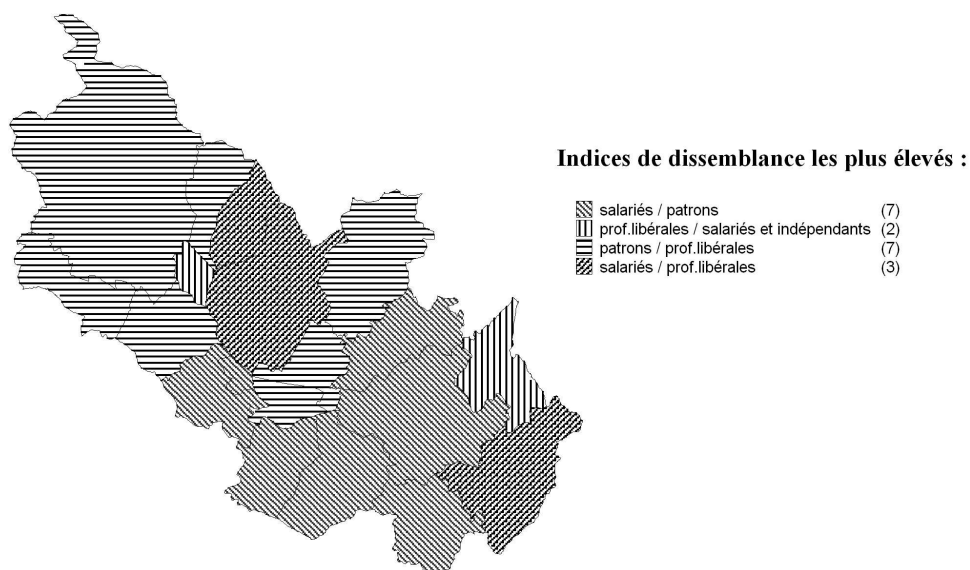 Indices de dissemblance les plus élevés :
salariés / patrons (7)
prof.libérales / salariés et indépendants (2)
patrons / prof.libérales (7)
salariés / prof.libérales (3)